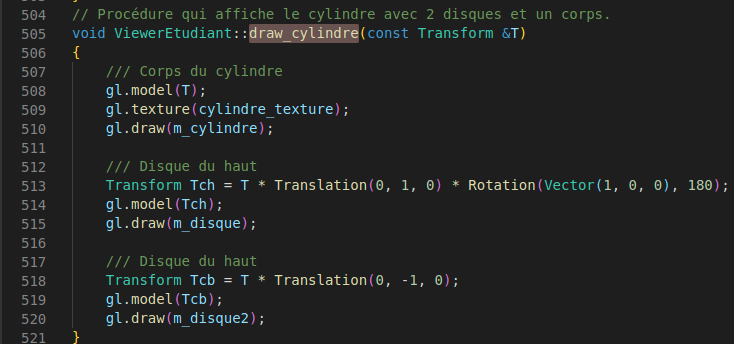 504 // Procédure qui affiche le cylindre avec 2 disques et un corps.
505 void ViewerEtudiant::draw_cylindre(const Transform &T)
506 {
507     /// Corps du cylindre
508     gl.model(T);
509     gl.texture(cylindre_texture);
510     gl.draw(m_cylindre);
511
512     /// Disque du haut
513     Transform Tch = T * Translation(0, 1, 0) * Rotation(Vector(1, 0, 0), 180);
514     gl.model(Tch);
515     gl.draw(m_disque);
516
517     /// Disque du haut
518     Transform Tcb = T * Translation(0, -1, 0);
519     gl.model(Tcb);
520     gl.draw(m_disque2);
521 }